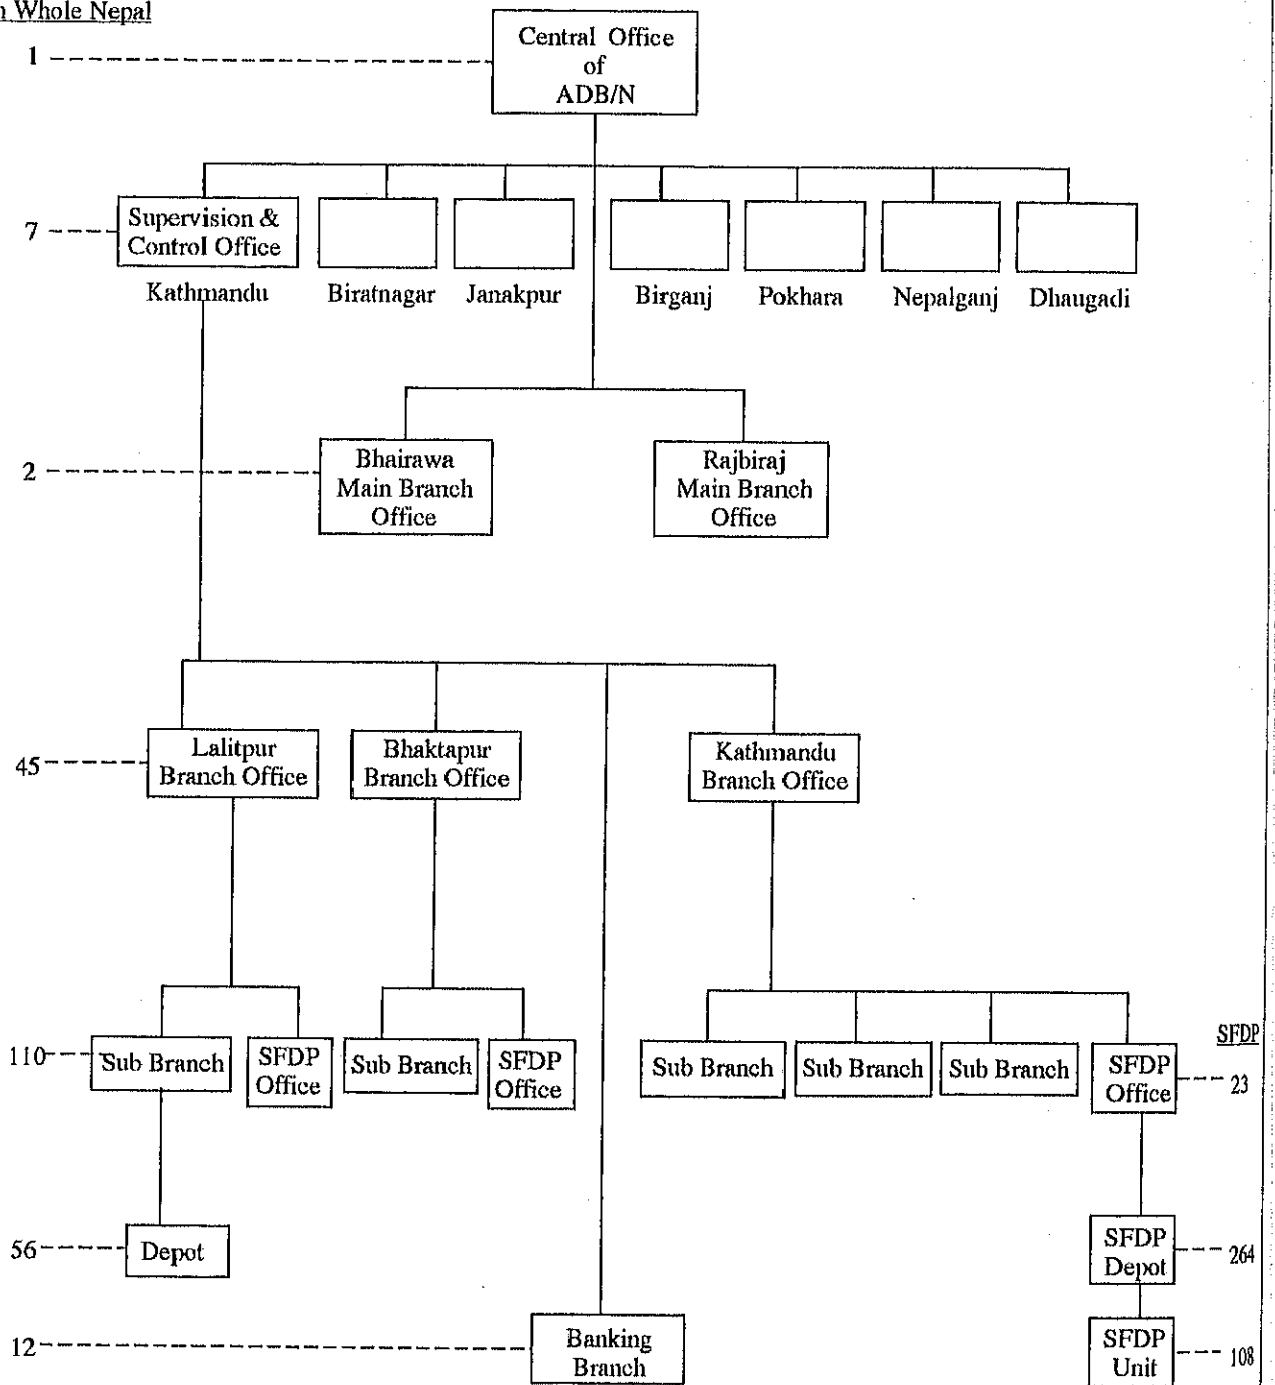 Whole Nepal
Central Office
of
ADB/N
1
Supervision &
Control Office
7
Kathmandu
Biratnagar
Janakpur
Birganj
Pokhara
Nepalganj
Dhaugadi
2
Bhairawa
Main Branch
Office
Rajbiraj
Main Branch
Office
45
Lalitpur
Branch Office
Bhaktapur
Branch Office
Kathmandu
Branch Office
110
Sub Branch
SFDP
Office
Sub Branch
SFDP
Office
Sub Branch
Sub Branch
Sub Branch
SFDP
Office
SFDP
23
56
Depot
SFDP
Depot
264
12
Banking
Branch
SFDP
Unit
108